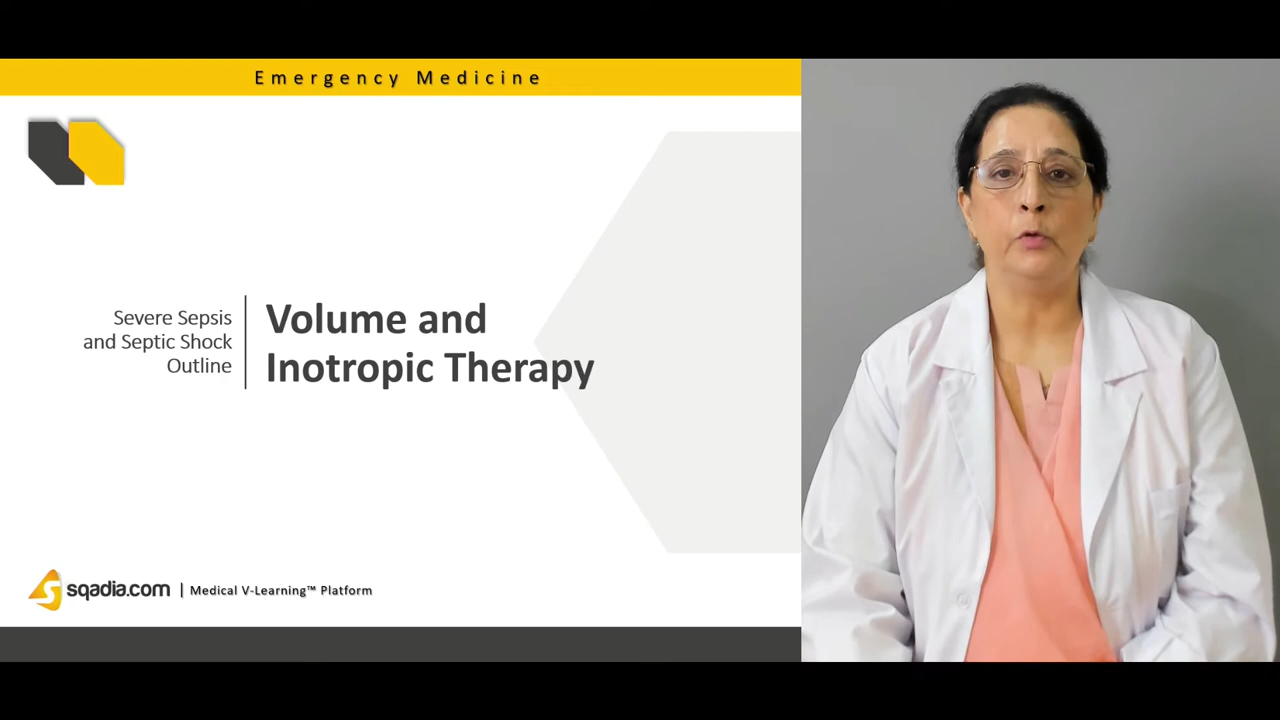 Emergency Medicine
Severe Sepsis
and Septic Shock
Outline
Volume and
Inotropic Therapy
sqadia.com | Medical V-Learning™ Platform